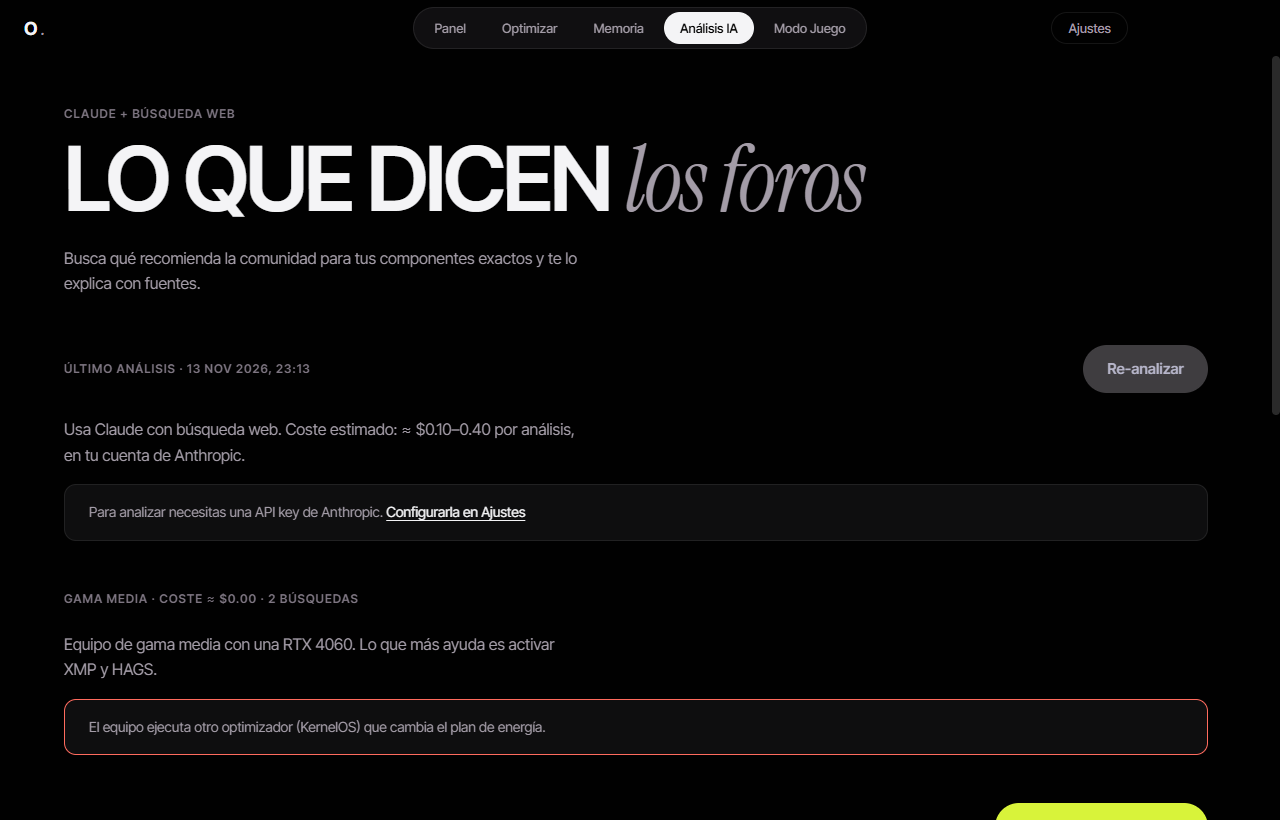 O.
Panel
Optimizar
Memoria
Análisis IA
Modo Juego
Ajustes
CLAUDE + BÚSQUEDA WEB
LO QUE DICEN los foros
Busca qué recomienda la comunidad para tus componentes exactos y te lo
explica con fuentes.
ÚLTIMO ANÁLISIS · 13 NOV 2026, 23:13
Re-analizar
Usa Claude con búsqueda web. Coste estimado: ≈ $0.10–0.40 por análisis,
en tu cuenta de Anthropic.
Para analizar necesitas una API key de Anthropic. Configurarla en Ajustes
GAMA MEDIA · COSTE ≈ $0.00 · 2 BÚSQUEDAS
Equipo de gama media con una RTX 4060. Lo que más ayuda es activar
XMP y HAGS.
El equipo ejecuta otro optimizador (KernelOS) que cambia el plan de energía.